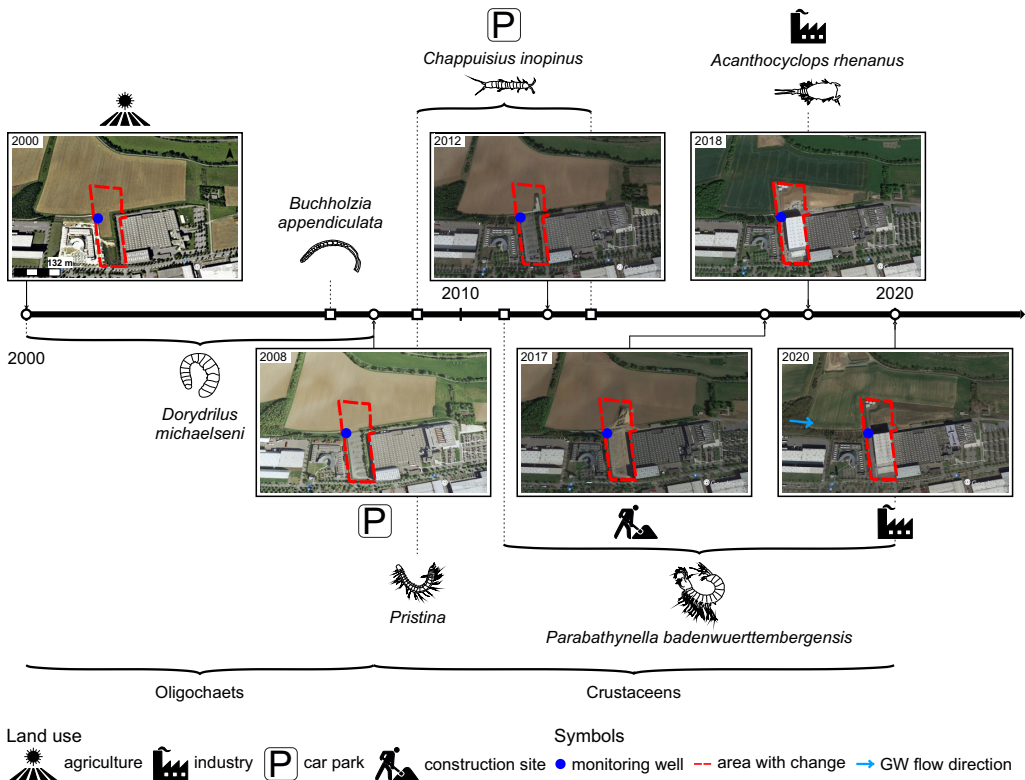 P
Chappuisius inopinus
Acanthocyclops rhenanus
2000
2012
2018
Buchholzia
appendiculata
132 m
2010
2020
2000
2008
2017
2020
Dorydrilus
michaelseni
P
Pristina
Parabathynella badenwuerttembergensis
Oligochaets
Crustaceens
Land use
Symbols
agriculture
industry
P
car park
construction site
monitoring well
area with change
GW flow direction